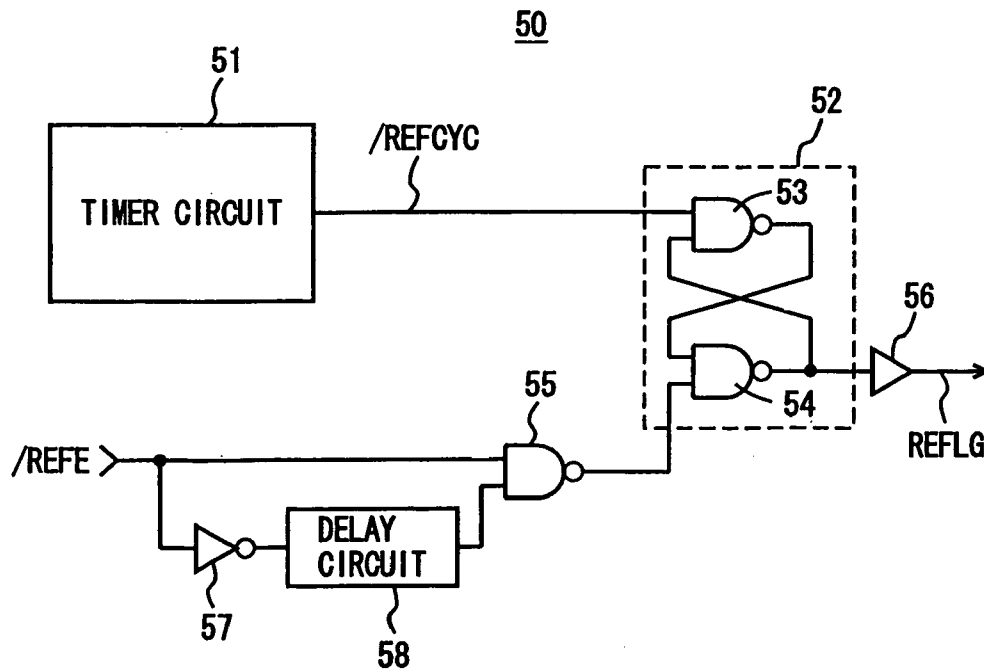 50
51
52
/REFCYC
53
TIMER CIRCUIT
56
54
55
/REFE
REFLG
DELAY
CIRCUIT
57
58